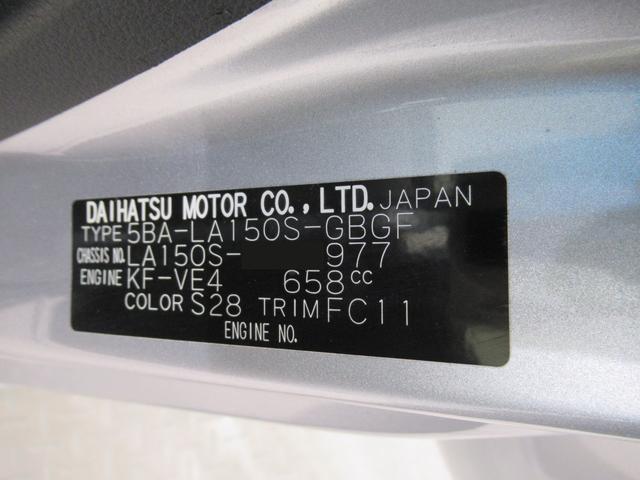 DAIHATSU MOTOR CO., LTD. JAPAN
TYPE 5BA-LA150S-GBGF
CHASSIS NO. LA150S- 977
ENGINE KF-VE4 658cc
COLOR S28 TRIM FC11
ENGINE NO.